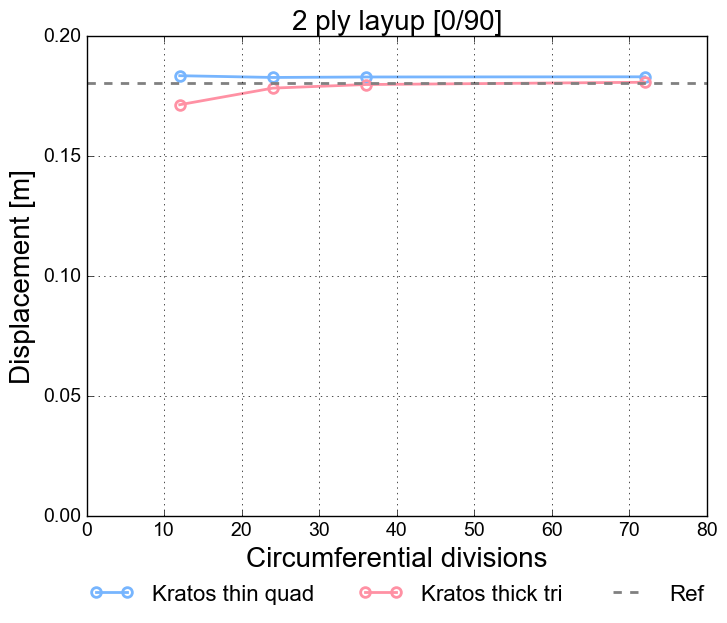 2 ply layup [0/90]
0.20
0.15
0.10
0.05
0.00
Displacement [m]
0 10 20 30 40 50 60 70 80
Circumferential divisions
Kratos thin quad Kratos thick tri Ref